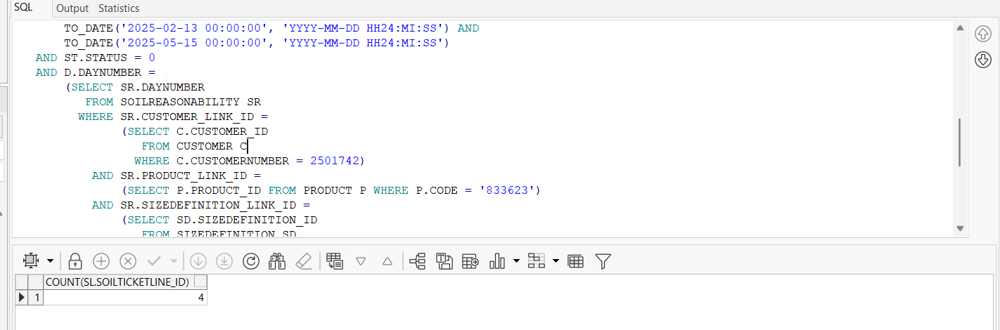 SQL Output Statistics
TO_DATE('2025-02-13 00:00:00', 'YYYY-MM-DD HH24:MI:SS') AND
TO_DATE('2025-05-15 00:00:00', 'YYYY-MM-DD HH24:MI:SS')
AND ST.STATUS = 0
AND D.DAYNUMBER =
(SELECT SR.DAYNUMBER
FROM SOILREASONABILITY SR
WHERE SR.CUSTOMER_LINK_ID =
(SELECT C.CUSTOMER_ID
FROM CUSTOMER C
WHERE C.CUSTOMERNUMBER = 2501742)
AND SR.PRODUCT_LINK_ID =
(SELECT P.PRODUCT_ID FROM PRODUCT P WHERE P.CODE = '833623')
AND SR.SIZEDEFINITION_LINK_ID =
(SELECT SD.SIZEDEFINITION_ID
FROM SIZEDEFINITION SD
COUNT(SL.SOILTICKETLINE_ID)
1 4